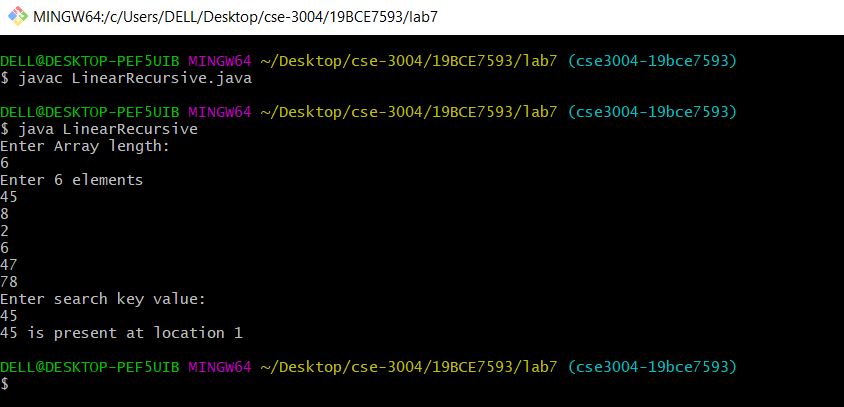 MINGW64:/c/Users/DELL/Desktop/cse-3004/19BCE7593/lab7
DELL@DESKTOP-PEF5UIB MINGW64 ~/Desktop/cse-3004/19BCE7593/lab7 (cse3004-19bce7593)
$ javac LinearRecursive.java
DELL@DESKTOP-PEF5UIB MINGW64 ~/Desktop/cse-3004/19BCE7593/lab7 (cse3004-19bce7593)
$ java LinearRecursive
Enter Array length:
6
Enter 6 elements
45
8
2
6
47
78
Enter search key value:
45
45 is present at location 1
DELL@DESKTOP-PEF5UIB MINGW64 ~/Desktop/cse-3004/19BCE7593/lab7 (cse3004-19bce7593)
$